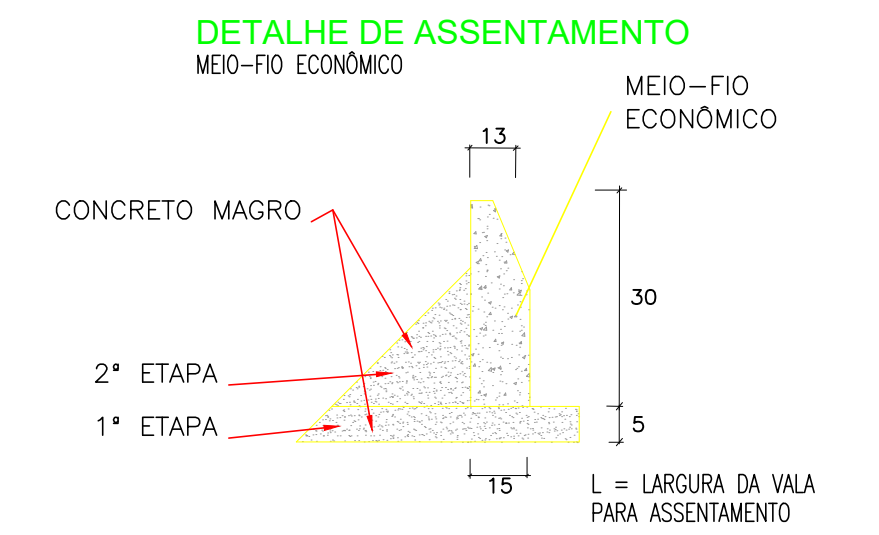 DETALHE DE ASSENTAMENTO
MEIO-FIO ECONÔMICO
MEIO-FIO
ECONÔMICO
13
CONCRETO MAGRO
30
2ª ETAPA
1ª ETAPA
5
15
L = LARGURA DA VALA
PARA ASSENTAMENTO